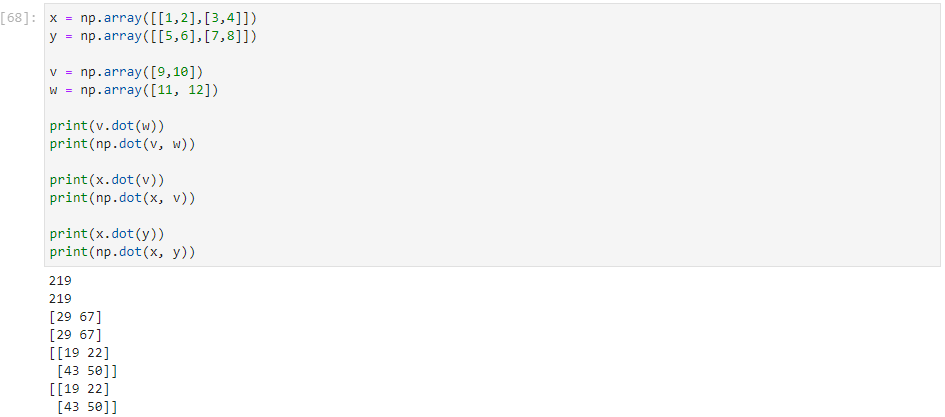 [68]:
x = np.array([[1,2],[3,4]])
y = np.array([[5,6],[7,8]])
v = np.array([9,10])
w = np.array([11, 12])
print(v.dot(w))
print(np.dot(v, w))
print(x.dot(v))
print(np.dot(x, v))
print(x.dot(y))
print(np.dot(x, y))
219
219
[29 67]
[29 67]
[[19 22]
 [43 50]]
[[19 22]
 [43 50]]